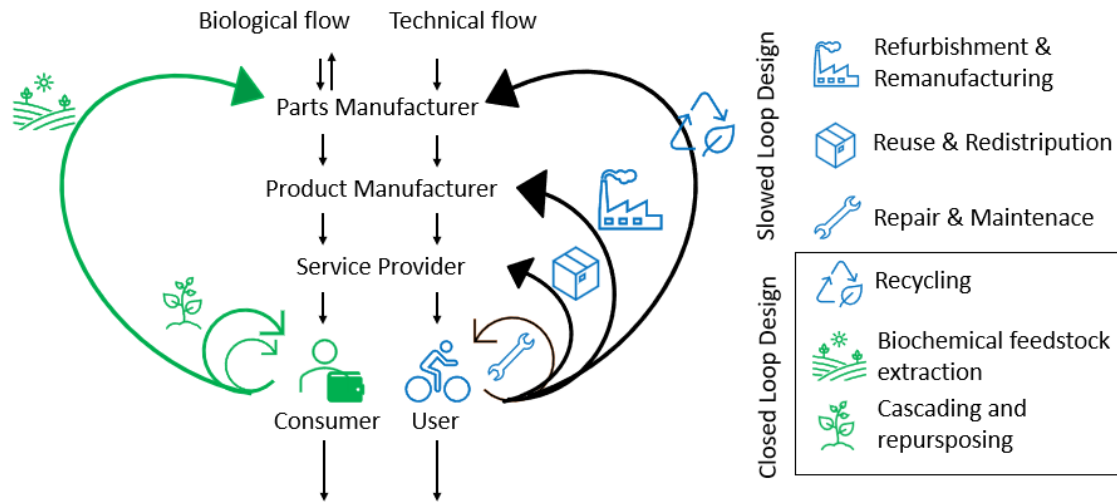 Biological flow
Technical flow
Parts Manufacturer
Product Manufacturer
Service Provider
Consumer
User
Slowed Loop Design
Refurbishment &
Remanufacturing
Reuse & Redistripution
Repair & Maintenace
Closed Loop Design
Recycling
Biochemical feedstock
extraction
Cascading and
repursposing